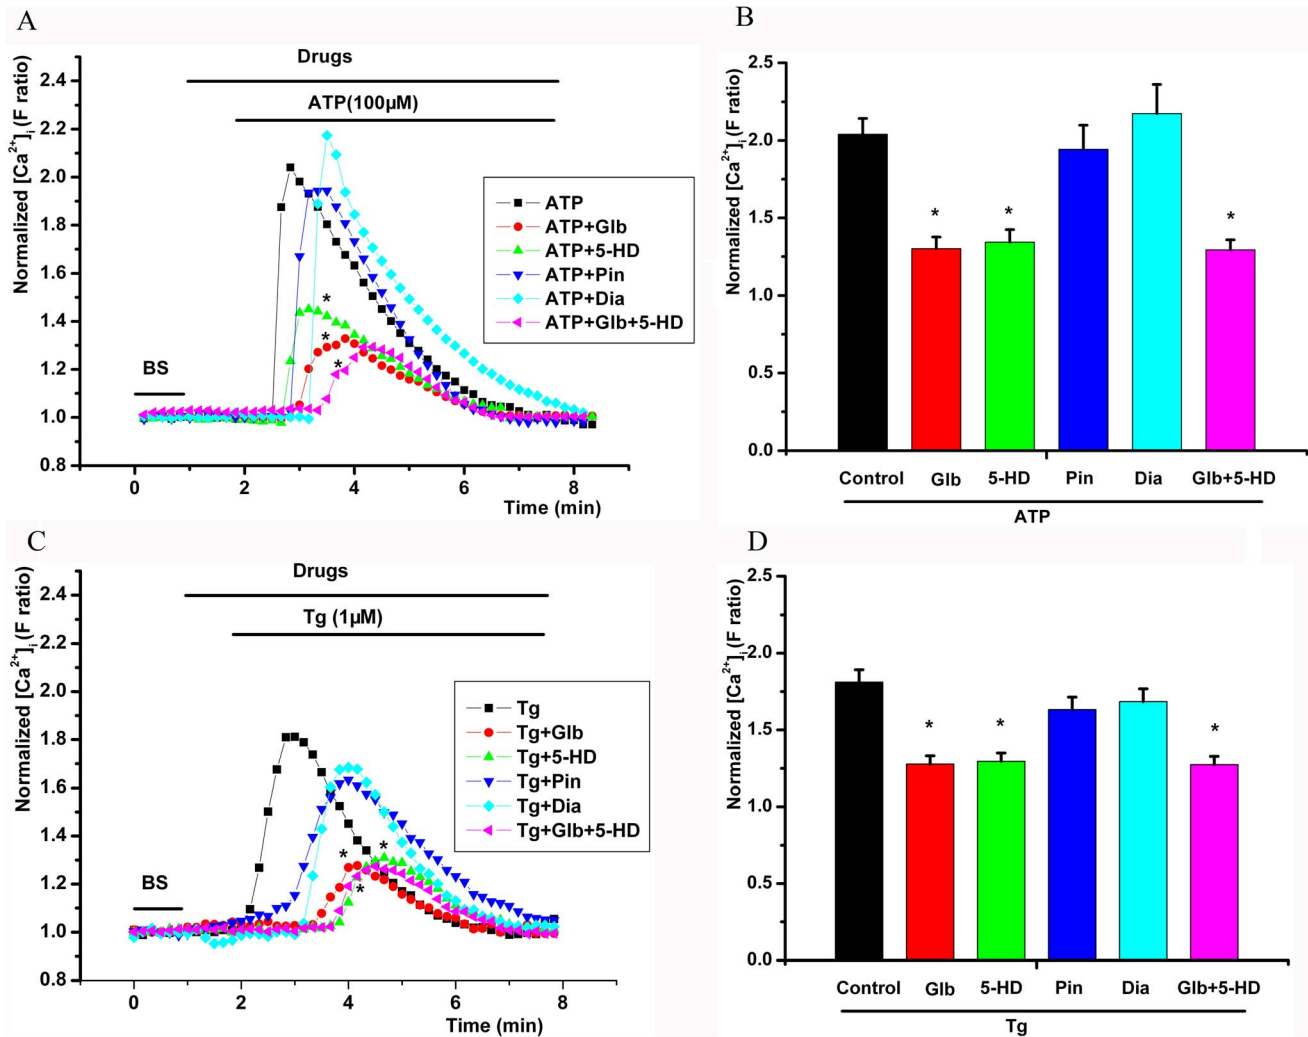 A
Normalized [Ca²⁺]ᵢ (F ratio)
2.4
2.2
2.0
1.8
1.6
1.4
1.2
1.0
0.8
Drugs
ATP(100µM)
BS
*
*
*
ATP
ATP+Glb
ATP+5-HD
ATP+Pin
ATP+Dia
ATP+Glb+5-HD
0
2
4
6
8
Time (min)
B
Normalized [Ca²⁺]ᵢ (F ratio)
2.5
2.0
1.5
1.0
0.5
0.0
*
*
*
Control
Glb
5-HD
Pin
Dia
Glb+5-HD
ATP
C
Normalized [Ca²⁺]ᵢ (F ratio)
2.4
2.2
2.0
1.8
1.6
1.4
1.2
1.0
0.8
Drugs
Tg (1µM)
BS
*
*
*
Tg
Tg+Glb
Tg+5-HD
Tg+Pin
Tg+Dia
Tg+Glb+5-HD
0
2
4
6
8
Time (min)
D
Normalized [Ca²⁺]ᵢ (F ratio)
2.5
2.0
1.5
1.0
0.5
0.0
*
*
*
Control
Glb
5-HD
Pin
Dia
Glb+5-HD
Tg